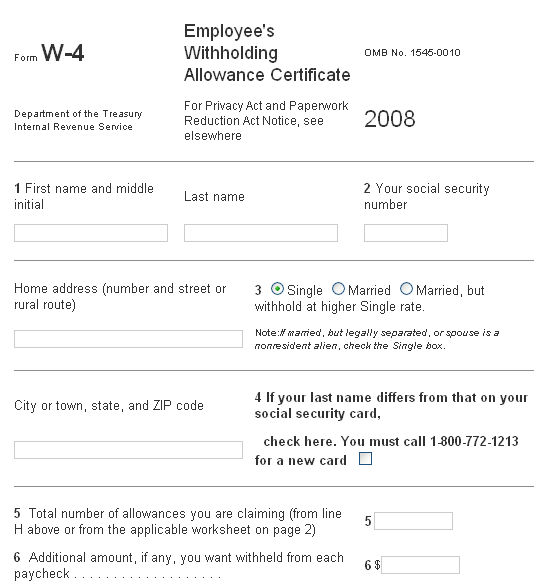 Form W-4
Employee's
Withholding
Allowance Certificate
OMB No. 1545-0010
Department of the Treasury
Internal Revenue Service
For Privacy Act and Paperwork
Reduction Act Notice, see
elsewhere
2008
1 First name and middle
initial
Last name
2 Your social security
number
Home address (number and street or
rural route)
3 Single Married Married, but
withhold at higher Single rate.
Note:If married, but legally separated, or spouse is a
nonresident alien, check the Single box.
City or town, state, and ZIP code
4 If your last name differs from that on your
social security card,
check here. You must call 1-800-772-1213
for a new card
5 Total number of allowances you are claiming (from line
H above or from the applicable worksheet on page 2)
5
6 Additional amount, if any, you want withheld from each
paycheck . . . . . . . . . . . . . . . . . . .
6 $